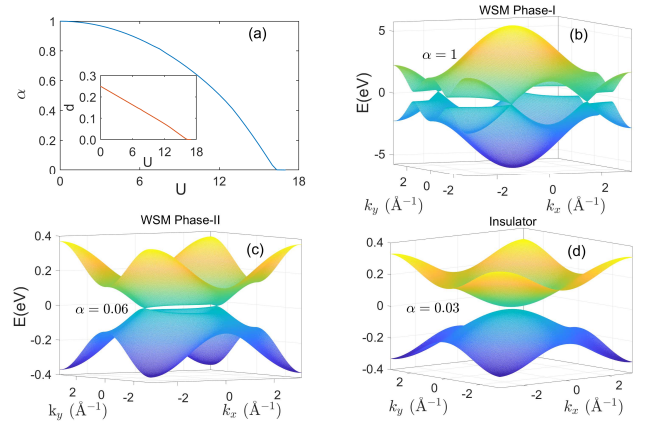 (a)
1
0.8
0.6
0.4
0.2
0
α
0 6 12 18
U
0.3
0.2
0.1
0.0
d
0 6 12 18
U
WSM Phase-I
(b)
α = 1
5
0
-5
E(eV)
2 0 -2
k_y (Å⁻¹)
-2 0 2
k_x (Å⁻¹)
WSM Phase-II
(c)
α = 0.06
0.4
0.2
0
-0.2
-0.4
E(eV)
2 0 -2
k_y (Å⁻¹)
-2 0 2
k_x (Å⁻¹)
Insulator
(d)
α = 0.03
0.4
0.2
0
-0.2
-0.4
E(eV)
2 0 -2
k_y (Å⁻¹)
-2 0 2
k_x (Å⁻¹)